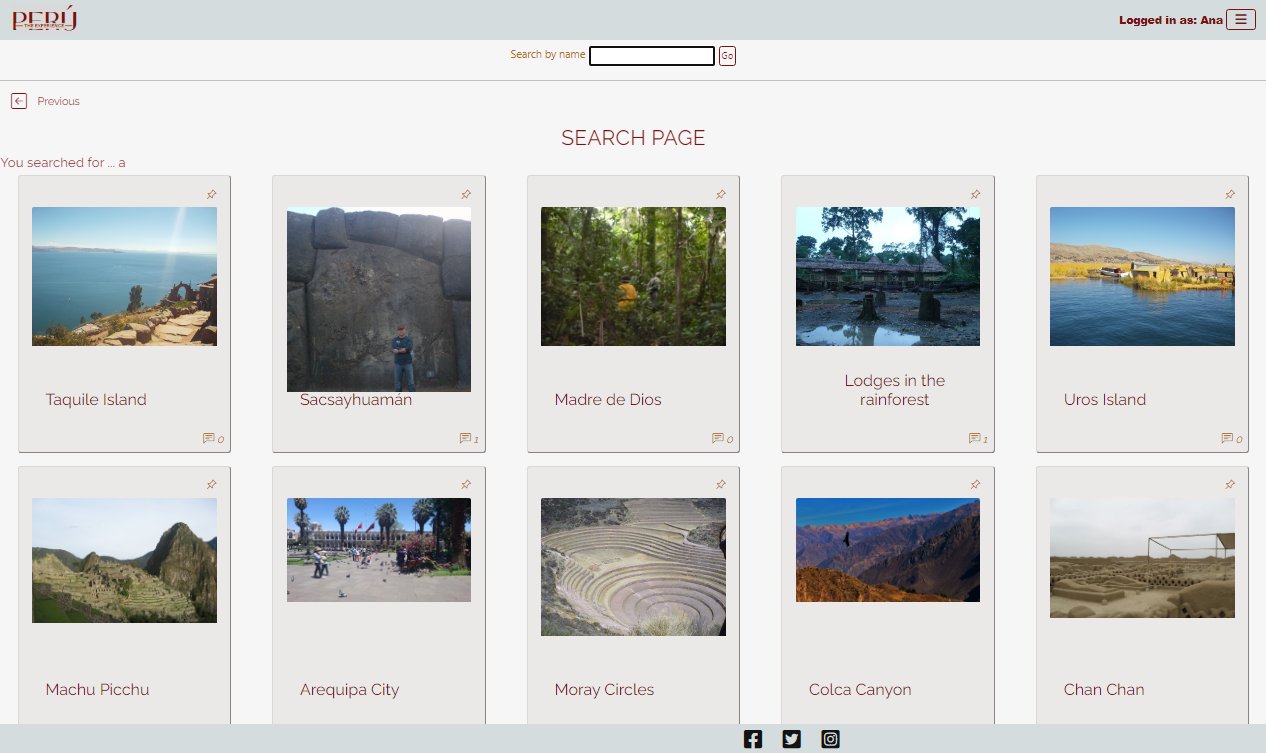 PERÚ
THE EXPERIENCE
Logged in as: Ana
Search by name
Go
Previous
SEARCH PAGE
You searched for ... a
Taquile Island
0
Sacsayhuamán
1
Madre de Dios
0
Lodges in the
rainforest
1
Uros Island
0
Machu Picchu
Arequipa City
Moray Circles
Colca Canyon
Chan Chan